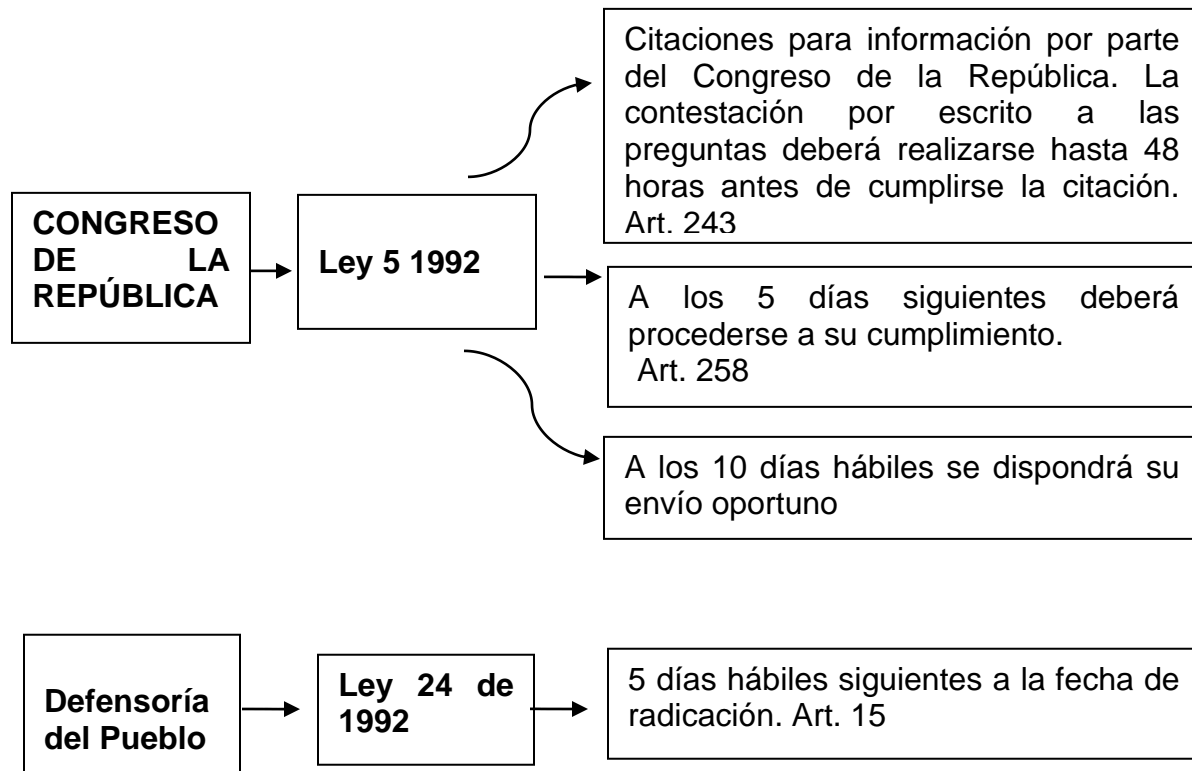 Citaciones para información por parte
del Congreso de la República. La
contestación por escrito a las
preguntas deberá realizarse hasta 48
horas antes de cumplirse la citación.
Art. 243
CONGRESO
DE LA
REPÚBLICA
Ley 5 1992
A los 5 días siguientes deberá
procederse a su cumplimiento.
Art. 258
A los 10 días hábiles se dispondrá su
envío oportuno
Defensoría
del Pueblo
Ley 24 de
1992
5 días hábiles siguientes a la fecha de
radicación. Art. 15